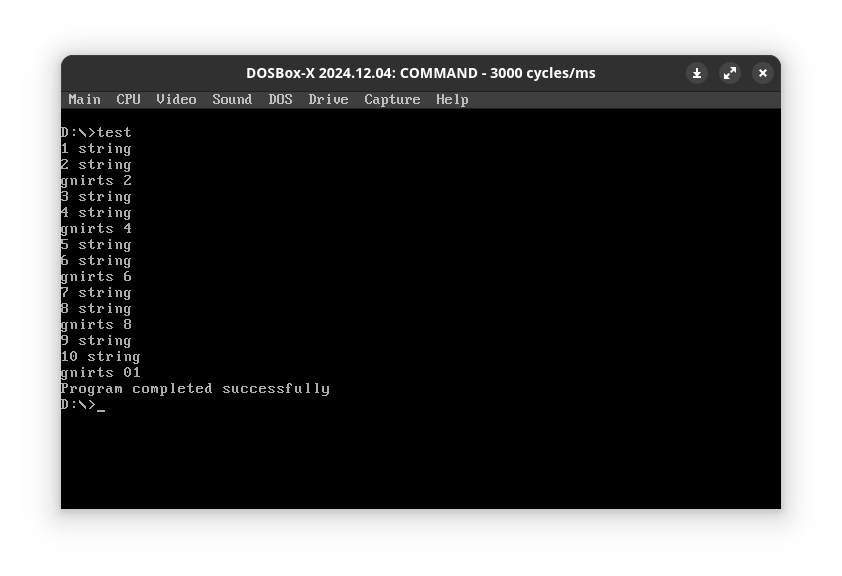 DOSBox-X 2024.12.04: COMMAND - 3000 cycles/ms
Main CPU Video Sound DOS Drive Capture Help
D:\>test
1 string
2 string
gnirts 2
3 string
4 string
gnirts 4
5 string
6 string
gnirts 6
7 string
8 string
gnirts 8
9 string
10 string
gnirts 01
Program completed successfully
D:\>_